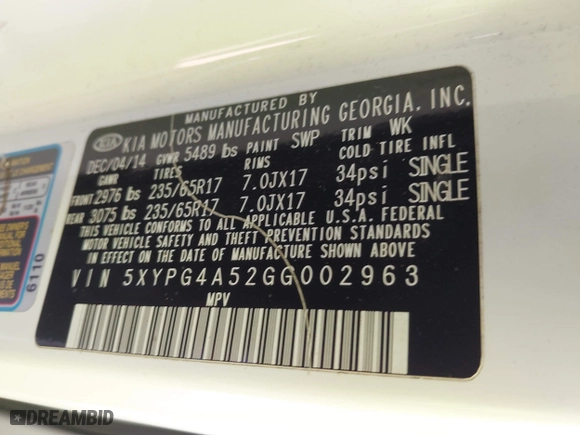 MANUFACTURED BY
KIA KIA MOTORS MANUFACTURING GEORGIA, INC.
DEC/04/14 GVWR 5489 lbs PAINT SWP TRIM WK
GAWR TIRES RIMS COLD TIRE INFL
FRONT 2976 lbs 235/65R17 7.0JX17 34psi SINGLE
REAR 3075 lbs 235/65R17 7.0JX17 34psi SINGLE
THIS VEHICLE CONFORMS TO ALL APPLICABLE U.S.A. FEDERAL
MOTOR VEHICLE SAFETY AND THEFT PREVENTION STANDARDS
IN EFFECT ON THE DATE OF MANUFACTURE SHOWN ABOVE.
VIN 5XYPG4A52GG002963
MPV
6110
DREAMBID